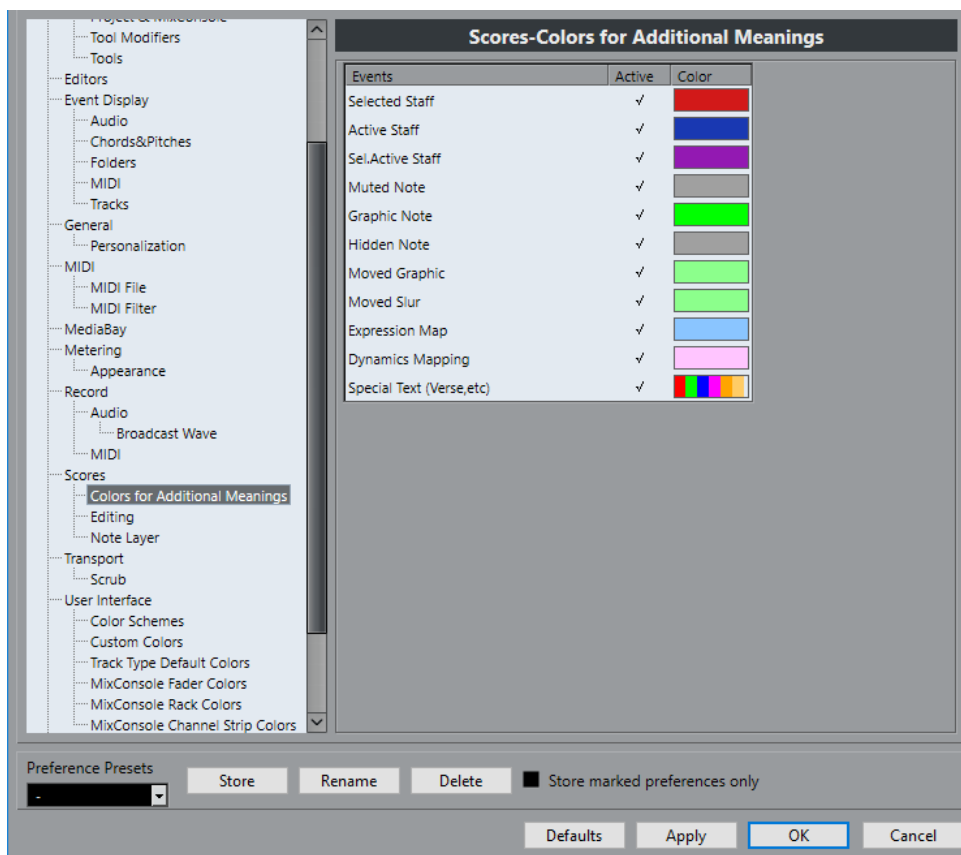 Project & MixConsole
Tool Modifiers
Tools
Editors
Event Display
Audio
Chords&Pitches
Folders
MIDI
Tracks
General
Personalization
MIDI
MIDI File
MIDI Filter
MediaBay
Metering
Appearance
Record
Audio
Broadcast Wave
MIDI
Scores
Colors for Additional Meanings
Editing
Note Layer
Transport
Scrub
User Interface
Color Schemes
Custom Colors
Track Type Default Colors
MixConsole Fader Colors
MixConsole Rack Colors
MixConsole Channel Strip Colors
Scores-Colors for Additional Meanings
Events Active Color
Selected Staff √
Active Staff √
Sel.Active Staff √
Muted Note √
Graphic Note √
Hidden Note √
Moved Graphic √
Moved Slur √
Expression Map √
Dynamics Mapping √
Special Text (Verse,etc) √
Preference Presets
- Store Rename Delete Store marked preferences only
Defaults Apply OK Cancel